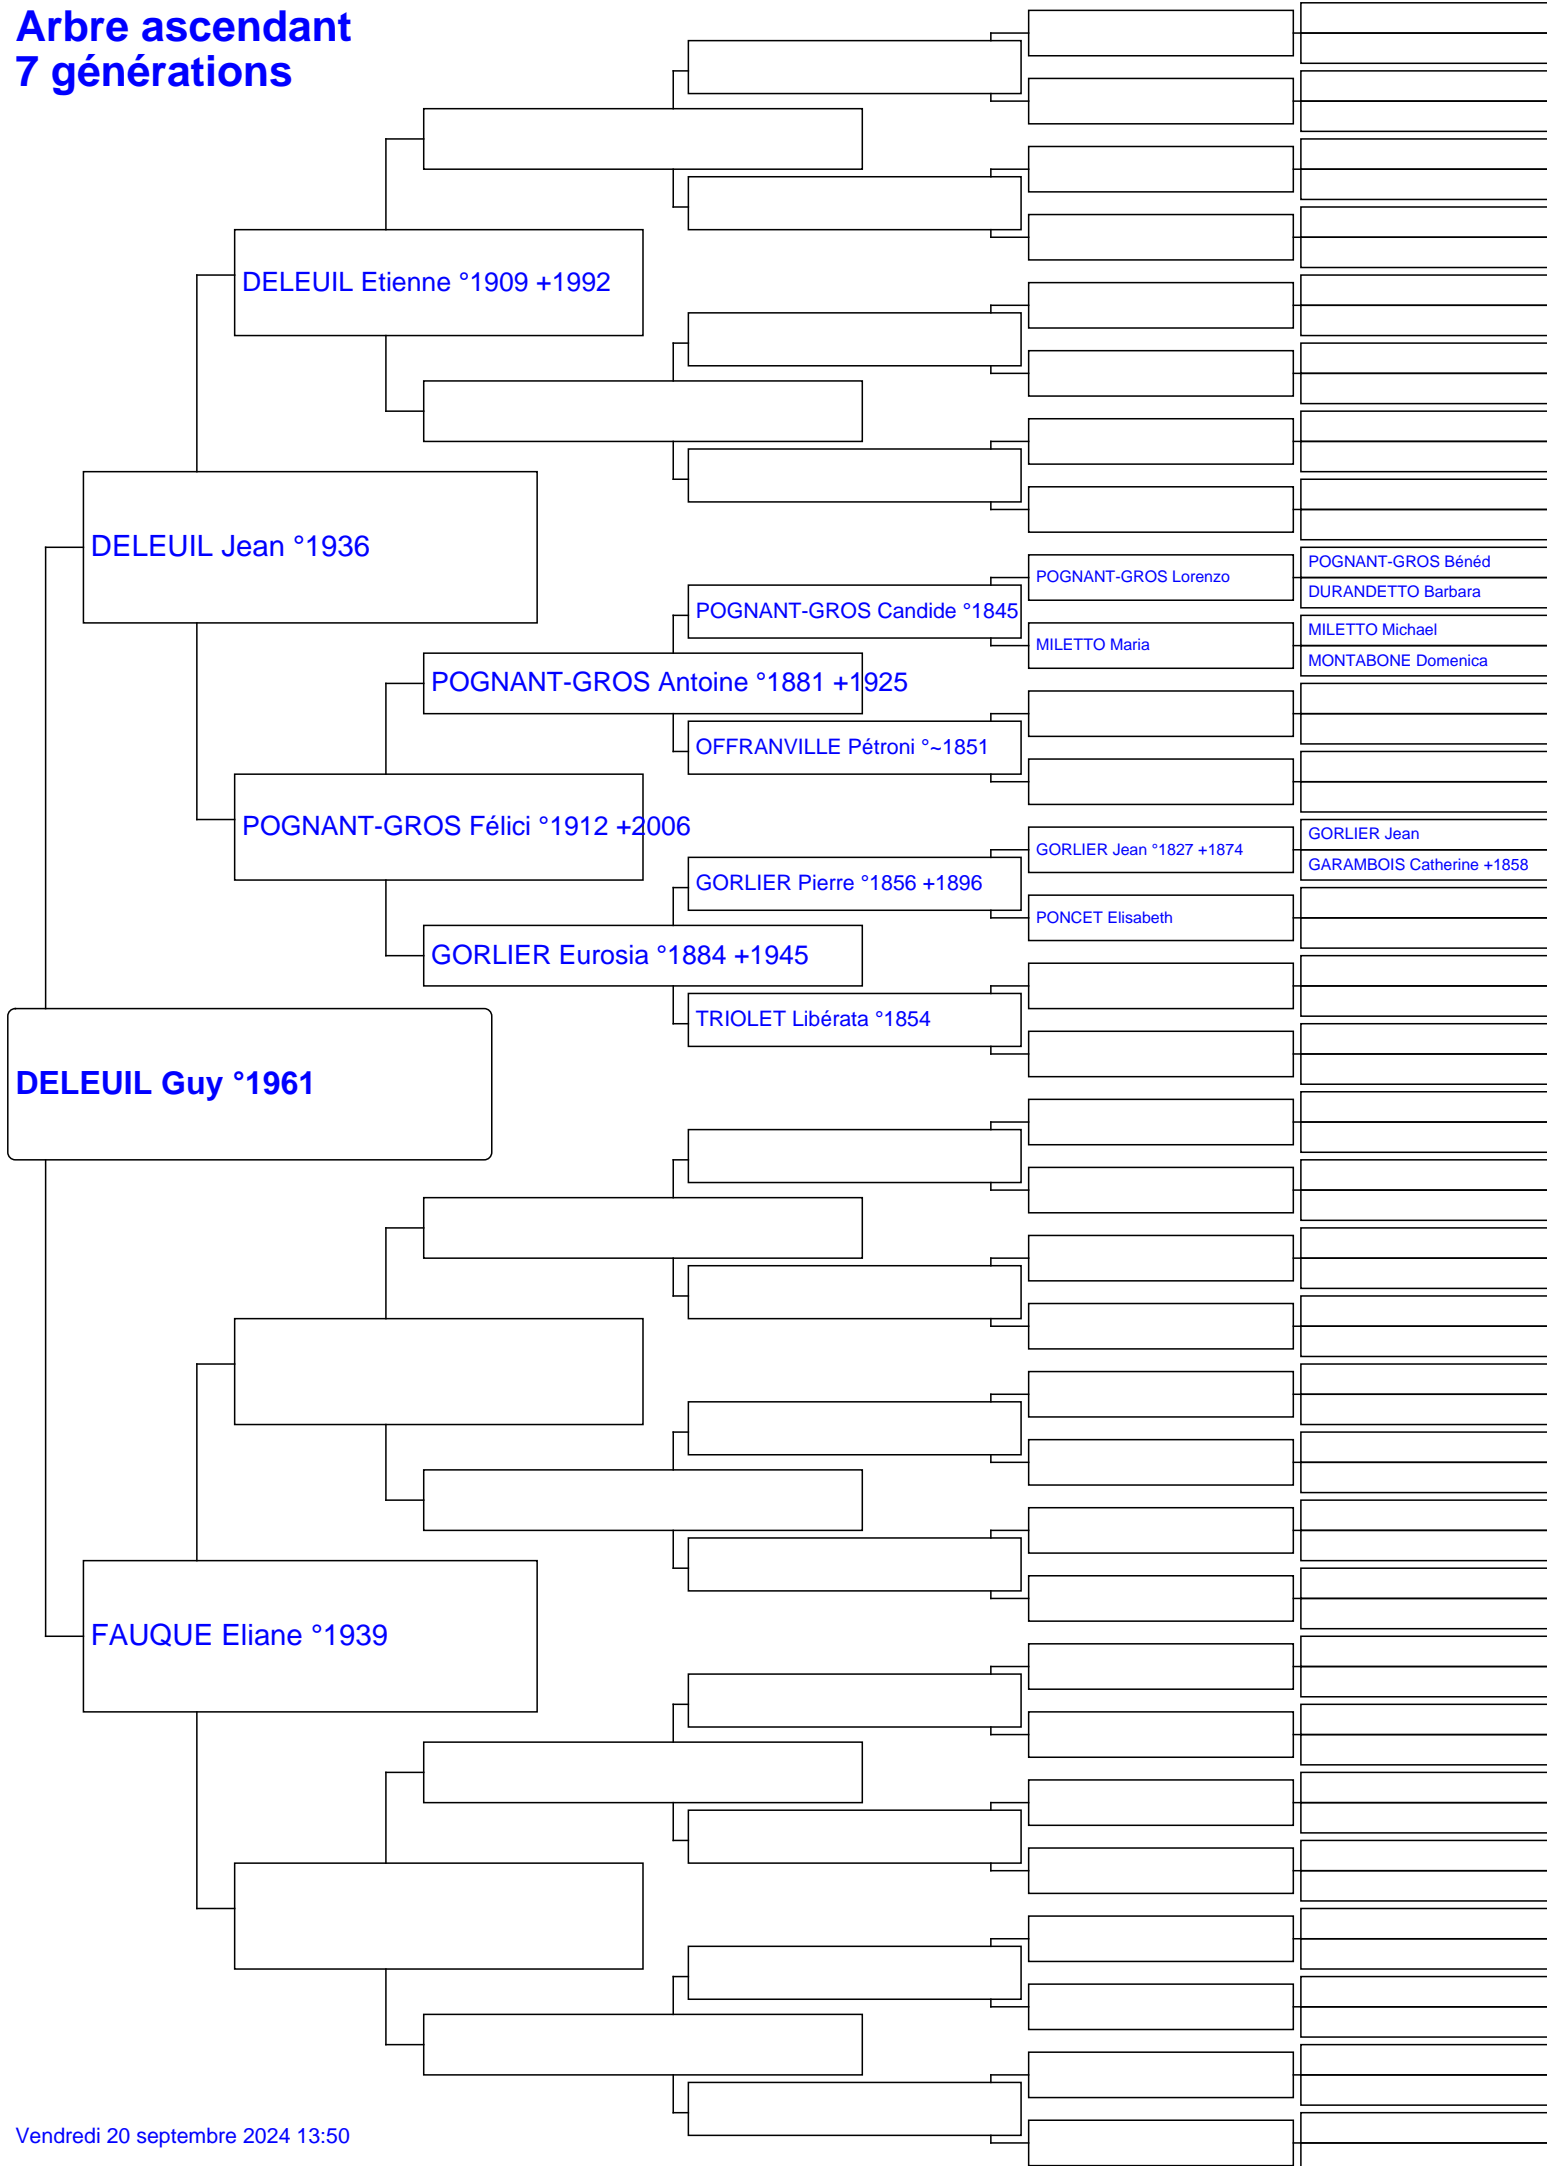 Arbre ascendant
7 générations
DELEUIL Etienne °1909 +1992
DELEUIL Jean °1936
POGNANT-GROS Bénéd
POGNANT-GROS Lorenzo
DURANDETTO Barbara
POGNANT-GROS Candide °1845
MILETTO Michael
MILETTO Maria
MONTABONE Domenica
POGNANT-GROS Antoine °1881 +1925
OFFRANVILLE Pétroni °~1851
POGNANT-GROS Félici °1912 +2006
GORLIER Jean
GORLIER Jean °1827 +1874
GARAMBOIS Catherine +1858
GORLIER Pierre °1856 +1896
PONCET Elisabeth
GORLIER Eurosia °1884 +1945
TRIOLET Libérata °1854
DELEUIL Guy °1961
FAUQUE Eliane °1939
Vendredi 20 septembre 2024 13:50